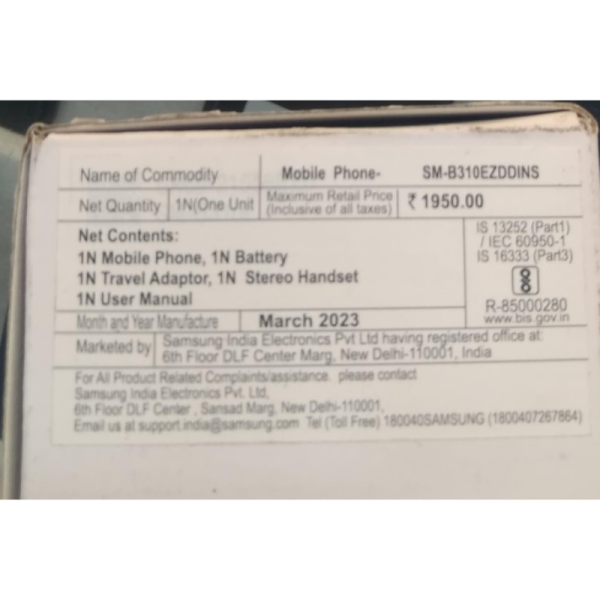 Name of Commodity Mobile Phone- SM-B310EZDDINS
Net Quantity 1N(One Unit Maximum Retail Price (Inclusive of all taxes) ₹ 1950.00
Net Contents:
1N Mobile Phone, 1N Battery
1N Travel Adaptor, 1N Stereo Handset
1N User Manual
IS 13252 (Part1)
/ IEC 60950-1
IS 16333 (Part3)
R-85000280
www.bis.gov.in
Month and Year Manufacture March 2023
Marketed by Samsung India Electronics Pvt Ltd having registered office at:
6th Floor DLF Center Marg, New Delhi-110001, India
For All Product Related Complaints/assistance. please contact
Samsung India Electronics Pvt. Ltd,
6th Floor DLF Center , Sansad Marg, New Delhi-110001,
Email us at support.india@samsung.com Tel (Toll Free) 180040SAMSUNG (1800407267864)